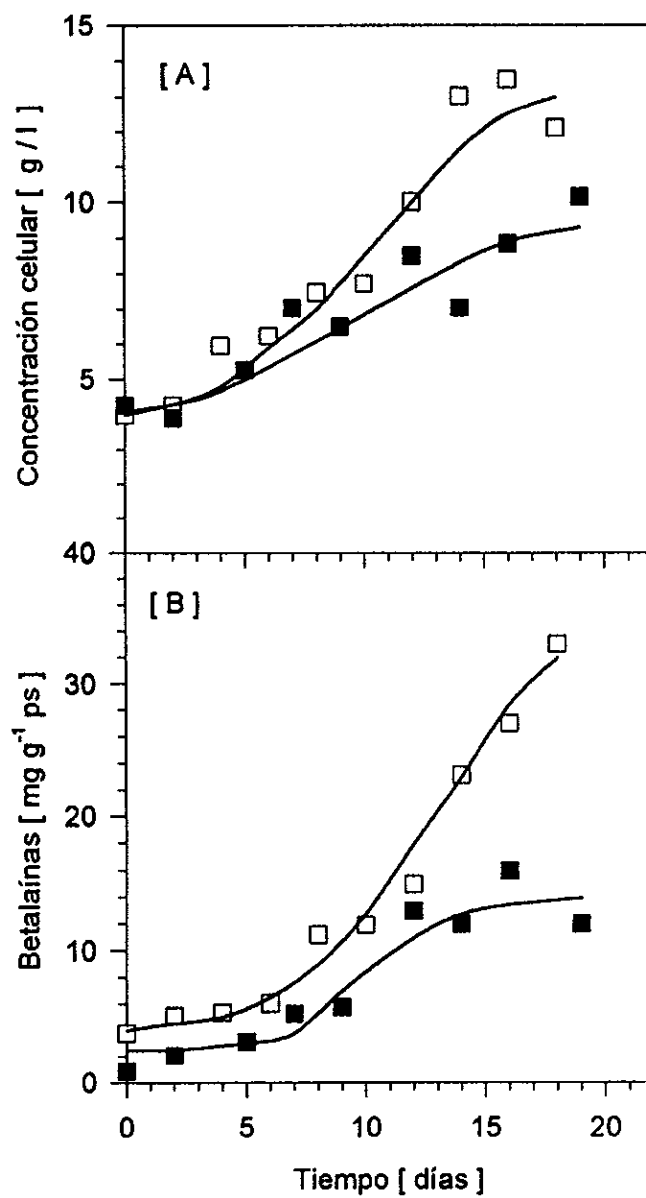 15
[ A ]
10
5
Concentración celular [ g / l ]
40
[ B ]
30
20
10
0
Betalaínas [ mg g⁻¹ ps ]
0 5 10 15 20
Tiempo [ días ]